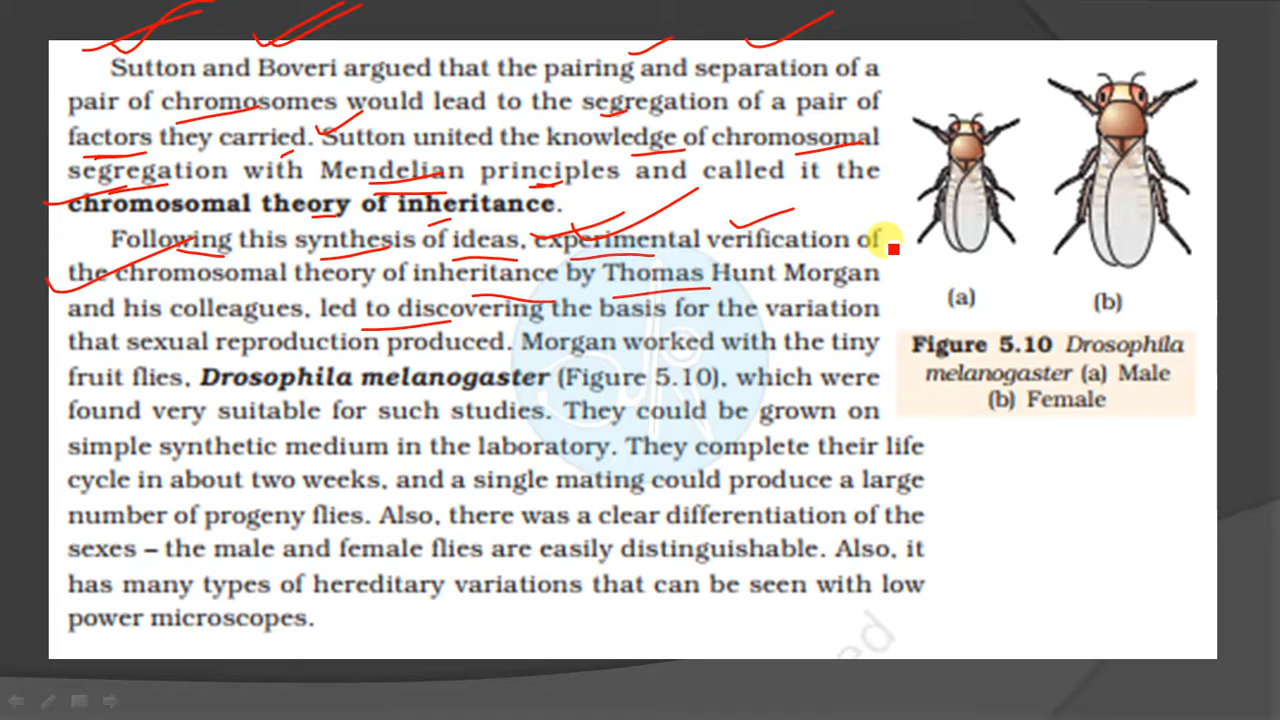 Sutton and Boveri argued that the pairing and separation of a
pair of chromosomes would lead to the segregation of a pair of
factors they carried. Sutton united the knowledge of chromosomal
segregation with Mendelian principles and called it the
chromosomal theory of inheritance.
Following this synthesis of ideas, experimental verification of
the chromosomal theory of inheritance by Thomas Hunt Morgan
and his colleagues, led to discovering the basis for the variation
that sexual reproduction produced. Morgan worked with the tiny
fruit flies, Drosophila melanogaster (Figure 5.10), which were
found very suitable for such studies. They could be grown on
simple synthetic medium in the laboratory. They complete their life
cycle in about two weeks, and a single mating could produce a large
number of progeny flies. Also, there was a clear differentiation of the
sexes – the male and female flies are easily distinguishable. Also, it
has many types of hereditary variations that can be seen with low
power microscopes.
(a)
(b)
Figure 5.10 Drosophila
melanogaster (a) Male
(b) Female